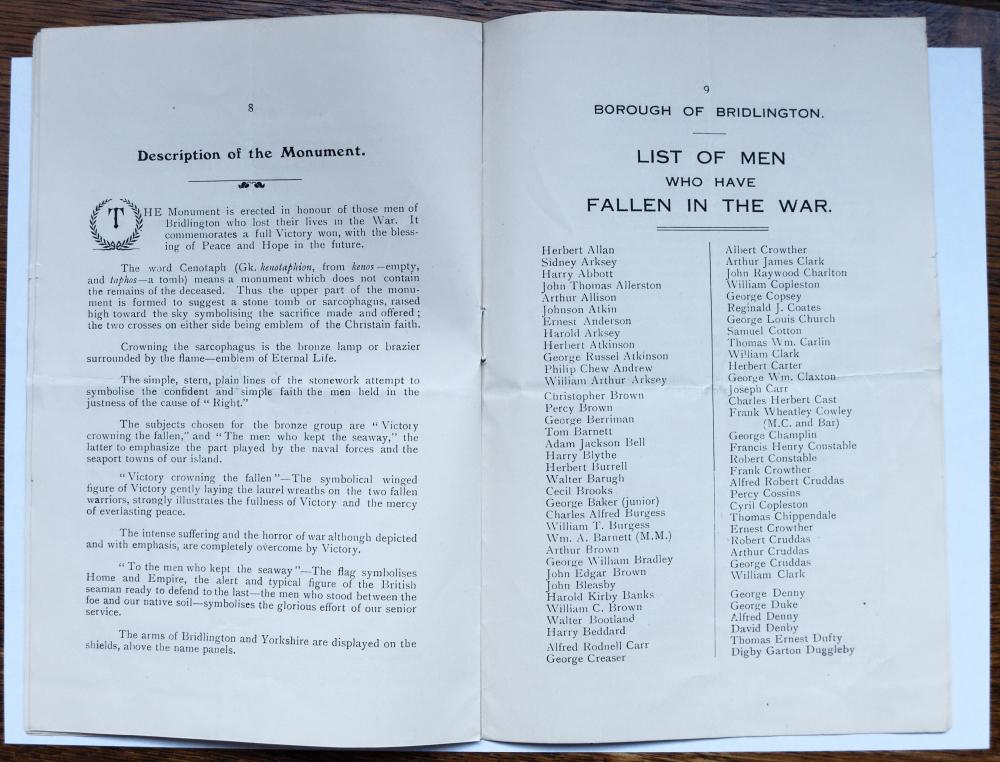 8
Description of the Monument.
THE Monument is erected in honour of those men of
Bridlington who lost their lives in the War. It
commemorates a full Victory won, with the bless-
ing of Peace and Hope in the future.
The word Cenotaph (Gk. kenotaphion, from kenos—empty,
and taphos—a tomb) means a monument which does not contain
the remains of the deceased. Thus the upper part of the monu-
ment is formed to suggest a stone tomb or sarcophagus, raised
high toward the sky symbolising the sacrifice made and offered;
the two crosses on either side being emblem of the Christain faith.
Crowning the sarcophagus is the bronze lamp or brazier
surrounded by the flame—emblem of Eternal Life.
The simple, stern, plain lines of the stonework attempt to
symbolise the confident and simple faith the men held in the
justness of the cause of "Right."
The subjects chosen for the bronze group are "Victory
crowning the fallen," and "The men who kept the seaway," the
latter to emphasize the part played by the naval forces and the
seaport towns of our island.
"Victory crowning the fallen"—The symbolical winged
figure of Victory gently laying the laurel wreaths on the two fallen
warriors, strongly illustrates the fullness of Victory and the mercy
of everlasting peace.
The intense suffering and the horror of war although depicted
and with emphasis, are completely overcome by Victory.
"To the men who kept the seaway"—The flag symbolises
Home and Empire, the alert and typical figure of the British
seaman ready to defend to the last—the men who stood between the
foe and our native soil—symbolises the glorious effort of our senior
service.
The arms of Bridlington and Yorkshire are displayed on the
shields, above the name panels.
9
BOROUGH OF BRIDLINGTON.
LIST OF MEN
WHO HAVE
FALLEN IN THE WAR.
Herbert Allan
Sidney Arksey
Harry Abbott
John Thomas Allerston
Arthur Allison
Johnson Atkin
Ernest Anderson
Harold Arksey
Herbert Atkinson
George Russel Atkinson
Philip Chew Andrew
William Arthur Arksey
Christopher Brown
Percy Brown
George Berriman
Tom Barnett
Adam Jackson Bell
Harry Blythe
Herbert Burrell
Walter Barugh
Cecil Brooks
George Baker (junior)
Charles Alfred Burgess
William T. Burgess
Wm. A. Barnett (M.M.)
Arthur Brown
George William Bradley
John Edgar Brown
John Bleasby
Harold Kirby Banks
William C. Brown
Walter Bootland
Harry Beddard
Alfred Rodnell Carr
George Creaser
Albert Crowther
Arthur James Clark
John Raywood Charlton
William Copleston
George Copsey
Reginald J. Coates
George Louis Church
Samuel Cotton
Thomas Wm. Carlin
William Clark
Herbert Carter
George Wm. Claxton
Joseph Carr
Charles Herbert Cast
Frank Wheatley Cowley
(M.C. and Bar)
George Champlin
Francis Henry Constable
Robert Constable
Frank Crowther
Alfred Robert Cruddas
Percy Cossins
Cyril Copleston
Thomas Chippendale
Ernest Crowther
Robert Cruddas
Arthur Cruddas
George Cruddas
William Clark
George Denny
George Duke
Alfred Denny
David Denby
Thomas Ernest Dufty
Digby Garton Duggleby